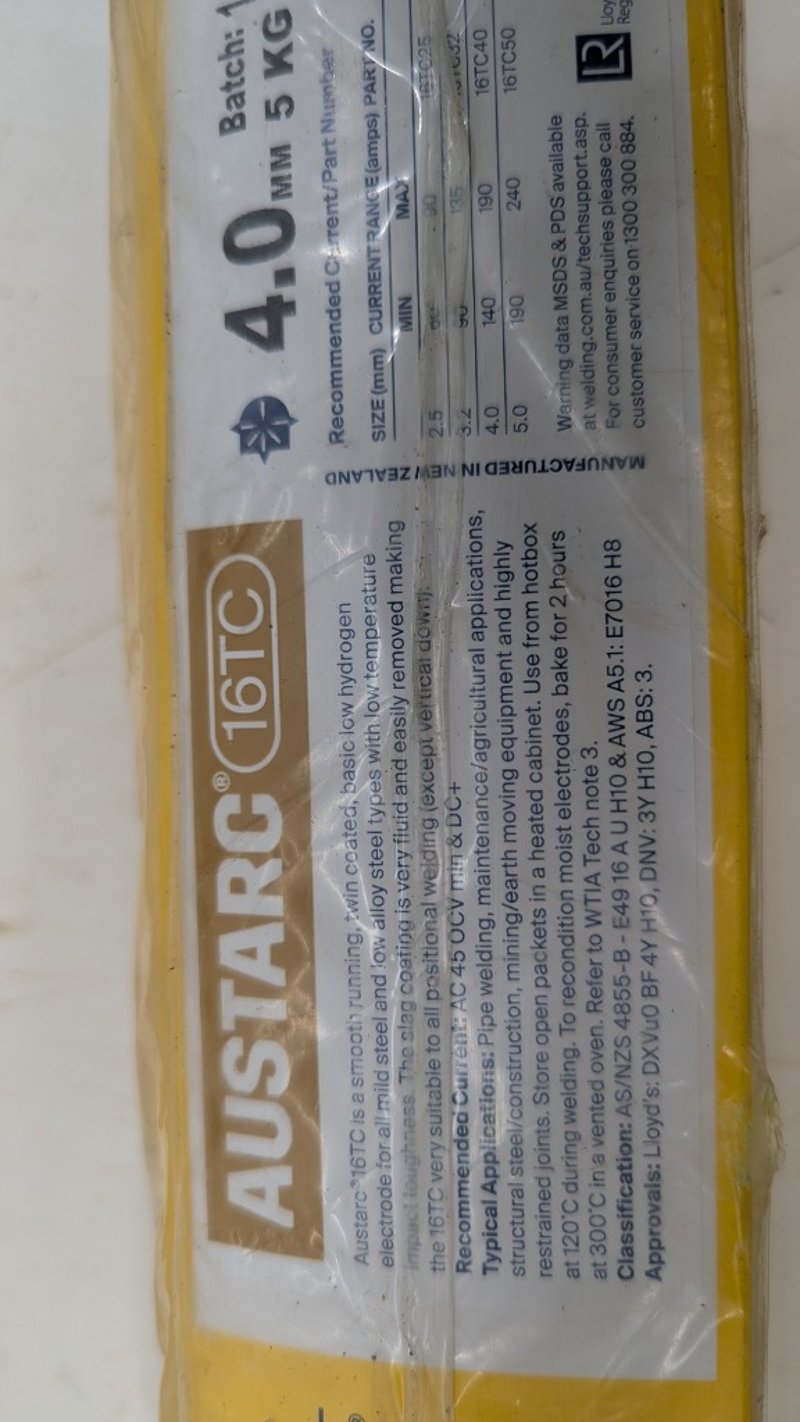 AUSTARC® 16TC
Austarc®16TC is a smooth running, twin coated, basic low hydrogen
electrode for all mild steel and low alloy steel types with low temperature
impact toughness. The slag coating is very fluid and easily removed making
the 16TC very suitable to all positional welding (except vertical down).
Recommended Current: AC 45 OCV min & DC+
Typical Applications: Pipe welding, maintenance/agricultural applications,
structural steel/construction, mining/earth moving equipment and highly
restrained joints. Store open packets in a heated cabinet. Use from hotbox
at 120°C during welding. To recondition moist electrodes, bake for 2 hours
at 300°C in a vented oven. Refer to WTIA Tech note 3.
Classification: AS/NZS 4855-B - E49 16 A U H10 & AWS A5.1: E7016 H8
Approvals: Lloyd's: DXVu0 BF 4Y H10, DNV: 3Y H10, ABS: 3.
MANUFACTURED IN NEW ZEALAND
4.0MM 5 KG Batch:
Recommended Current/Part Number
SIZE (mm) CURRENT RANGE (amps) PART NO.
MIN MAX
2.5 90 16TC25
3.2 90 135 16TC32
4.0 140 190 16TC40
5.0 190 240 16TC50
Warning data MSDS & PDS available
at welding.com.au/techsupport.asp.
For consumer enquiries please call
customer service on 1300 300 884.
LR